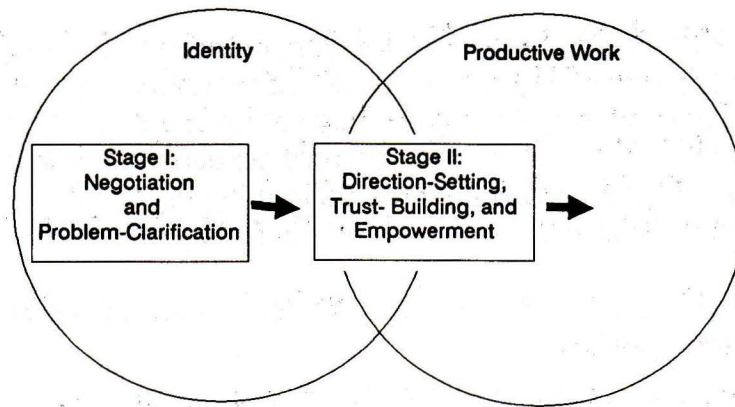 Identity
Productive Work
Stage I:
Negotiation
and
Problem-Clarification
Stage II:
Direction-Setting,
Trust- Building, and
Empowerment